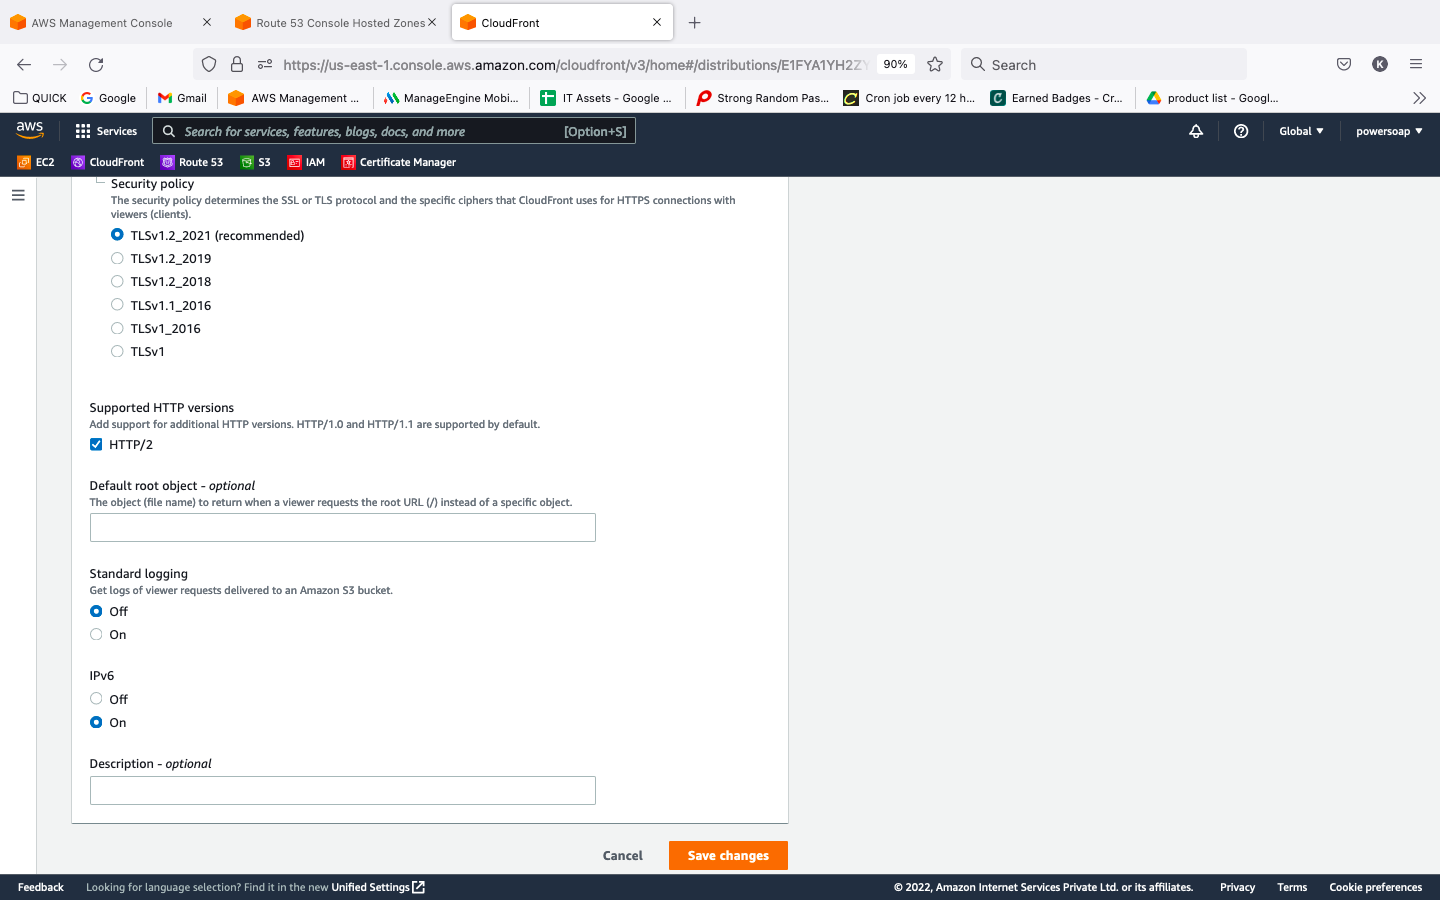 AWS Management Console
Route 53 Console Hosted Zones
CloudFront
https://us-east-1.console.aws.amazon.com/cloudfront/v3/home#/distributions/E1FYA1YH2ZY
90%
Search
K
QUICK
Google
Gmail
AWS Management ...
ManageEngine Mobi...
IT Assets - Google ...
Strong Random Pas...
Cron job every 12 h...
Earned Badges - Cr...
product list - Googl...
aws
Services
Search for services, features, blogs, docs, and more
[Option+S]
Global
powersoap
EC2
CloudFront
Route 53
S3
IAM
Certificate Manager
Security policy
The security policy determines the SSL or TLS protocol and the specific ciphers that CloudFront uses for HTTPS connections with
viewers (clients).
TLSv1.2_2021 (recommended)
TLSv1.2_2019
TLSv1.2_2018
TLSv1.1_2016
TLSv1_2016
TLSv1
Supported HTTP versions
Add support for additional HTTP versions. HTTP/1.0 and HTTP/1.1 are supported by default.
HTTP/2
Default root object - optional
The object (file name) to return when a viewer requests the root URL (/) instead of a specific object.
Standard logging
Get logs of viewer requests delivered to an Amazon S3 bucket.
Off
On
IPv6
Off
On
Description - optional
Cancel
Save changes
Feedback
Looking for language selection? Find it in the new Unified Settings
© 2022, Amazon Internet Services Private Ltd. or its affiliates.
Privacy
Terms
Cookie preferences